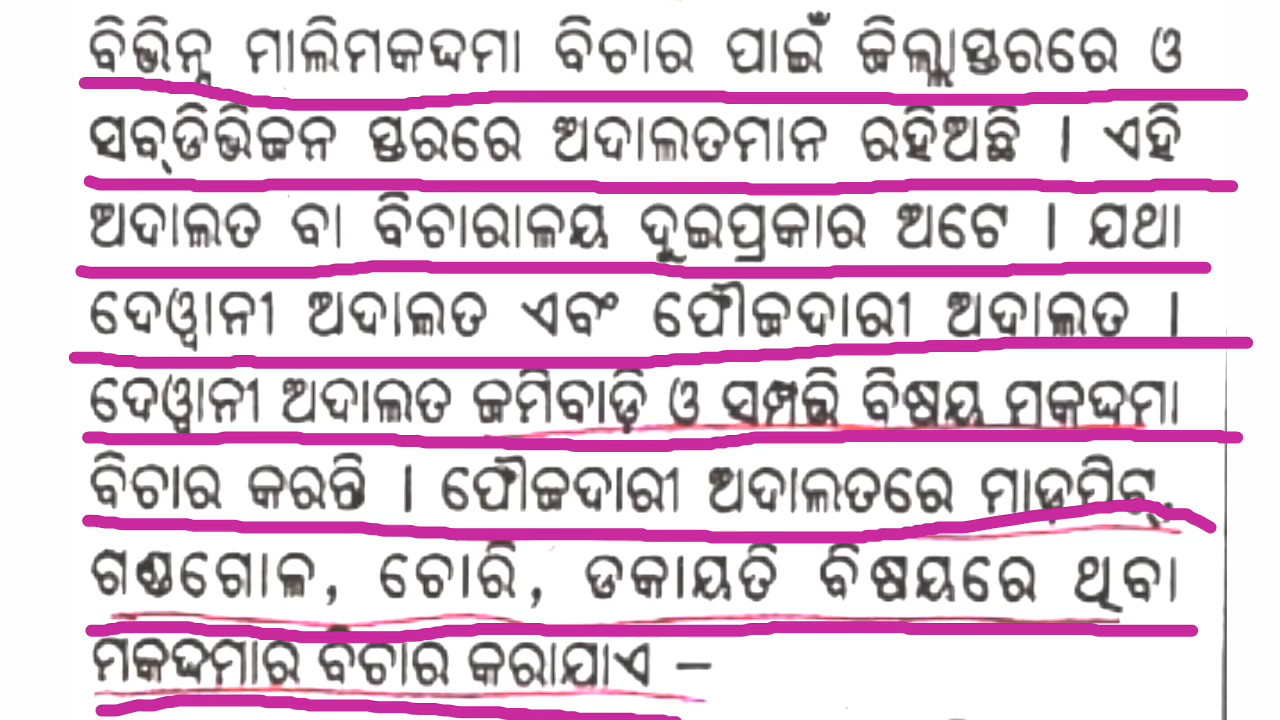 ବିଭିନ୍ନ ମାଲିମକଦ୍ଦମା ବିଚାର ପାଇଁ ଜିଲ୍ଲାସ୍ତରରେ ଓ
ସବ୍‌ଡିଭିଜନ ସ୍ତରରେ ଅଦାଲତମାନ ରହିଅଛି । ଏହି
ଅଦାଲତ ବା ବିଚାରାଳୟ ଦୁଇପ୍ରକାର ଅଟେ । ଯଥା
ଦେୱାନୀ ଅଦାଲତ ଏବଂ ଫୌଜଦାରୀ ଅଦାଲତ ।
ଦେୱାନୀ ଅଦାଲତ ଜମିବାଡ଼ି ଓ ସମ୍ପତ୍ତି ବିଷୟ ମକଦ୍ଦମା
ବିଚାର କରନ୍ତି । ଫୌଜଦାରୀ ଅଦାଲତରେ ମାଡ଼ପିଟ୍,
ଗଣ୍ଡଗୋଳ, ଚୋରି, ଡକାୟତି ବିଷୟରେ ଥିବା
ମକଦ୍ଦମାର ବିଚାର କରାଯାଏ –